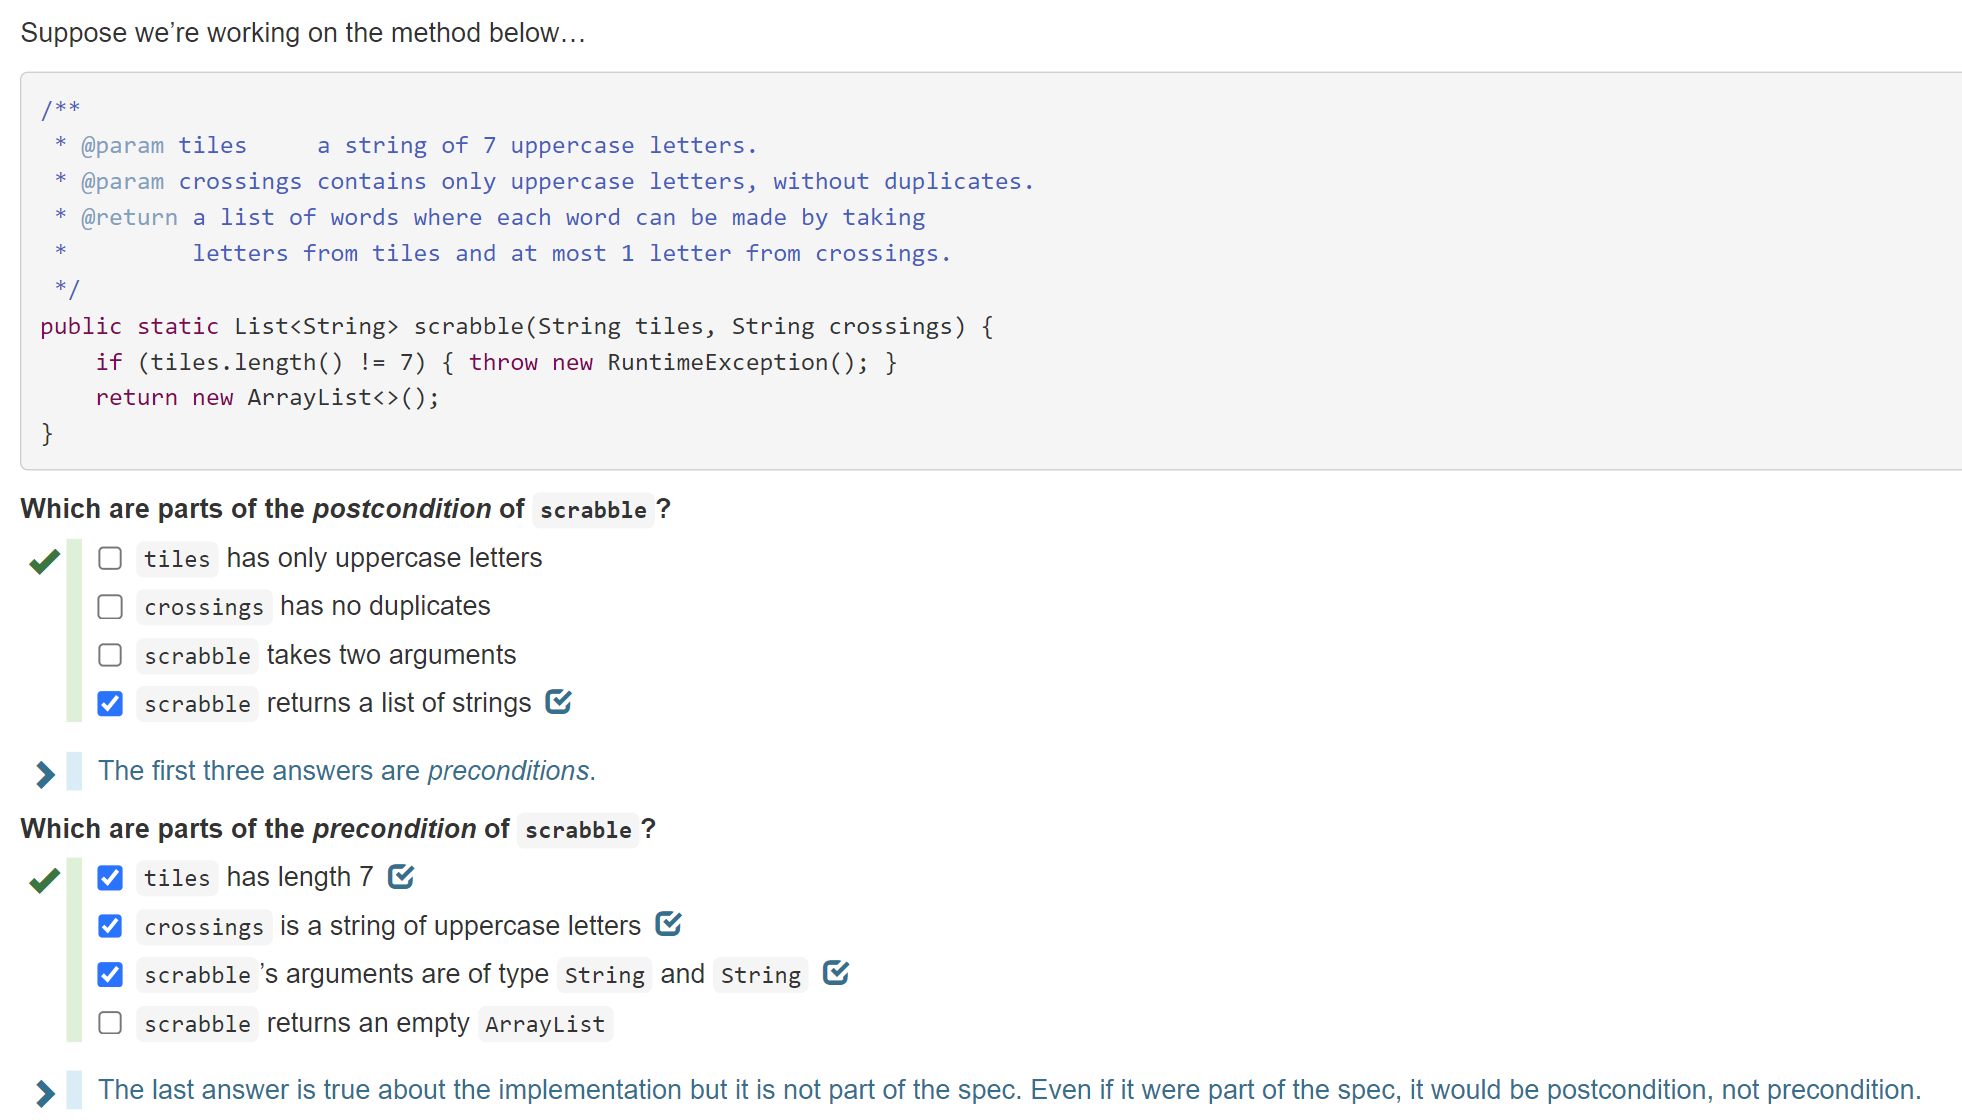 Suppose we’re working on the method below…
/**
 * @param tiles     a string of 7 uppercase letters.
 * @param crossings contains only uppercase letters, without duplicates.
 * @return a list of words where each word can be made by taking
 *         letters from tiles and at most 1 letter from crossings.
 */
public static List<String> scrabble(String tiles, String crossings) {
    if (tiles.length() != 7) { throw new RuntimeException(); }
    return new ArrayList<>();
}
Which are parts of the postcondition of scrabble?
tiles has only uppercase letters
crossings has no duplicates
scrabble takes two arguments
scrabble returns a list of strings
The first three answers are preconditions.
Which are parts of the precondition of scrabble?
tiles has length 7
crossings is a string of uppercase letters
scrabble’s arguments are of type String and String
scrabble returns an empty ArrayList
The last answer is true about the implementation but it is not part of the spec. Even if it were part of the spec, it would be postcondition, not precondition.